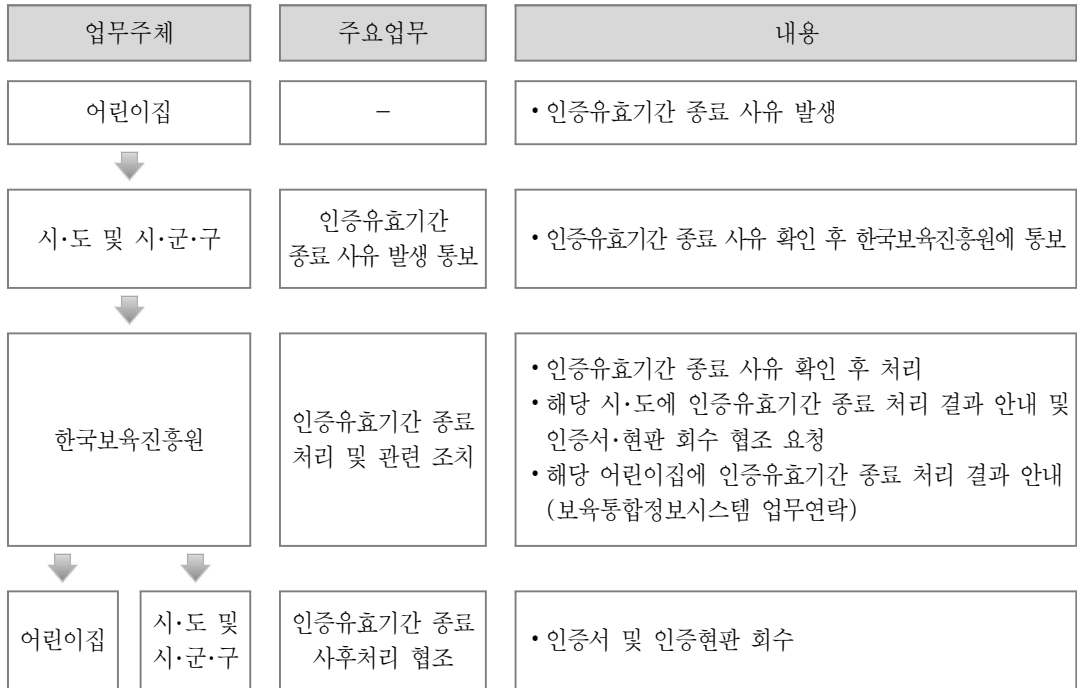 업무주체
주요업무
내용
어린이집
–
• 인증유효기간 종료 사유 발생
시·도 및 시·군·구
인증유효기간
종료 사유 발생 통보
• 인증유효기간 종료 사유 확인 후 한국보육진흥원에 통보
한국보육진흥원
인증유효기간 종료
처리 및 관련 조치
• 인증유효기간 종료 사유 확인 후 처리
• 해당 시·도에 인증유효기간 종료 처리 결과 안내 및
인증서·현판 회수 협조 요청
• 해당 어린이집에 인증유효기간 종료 처리 결과 안내
(보육통합정보시스템 업무연락)
어린이집
시·도 및
시·군·구
인증유효기간 종료
사후처리 협조
• 인증서 및 인증현판 회수